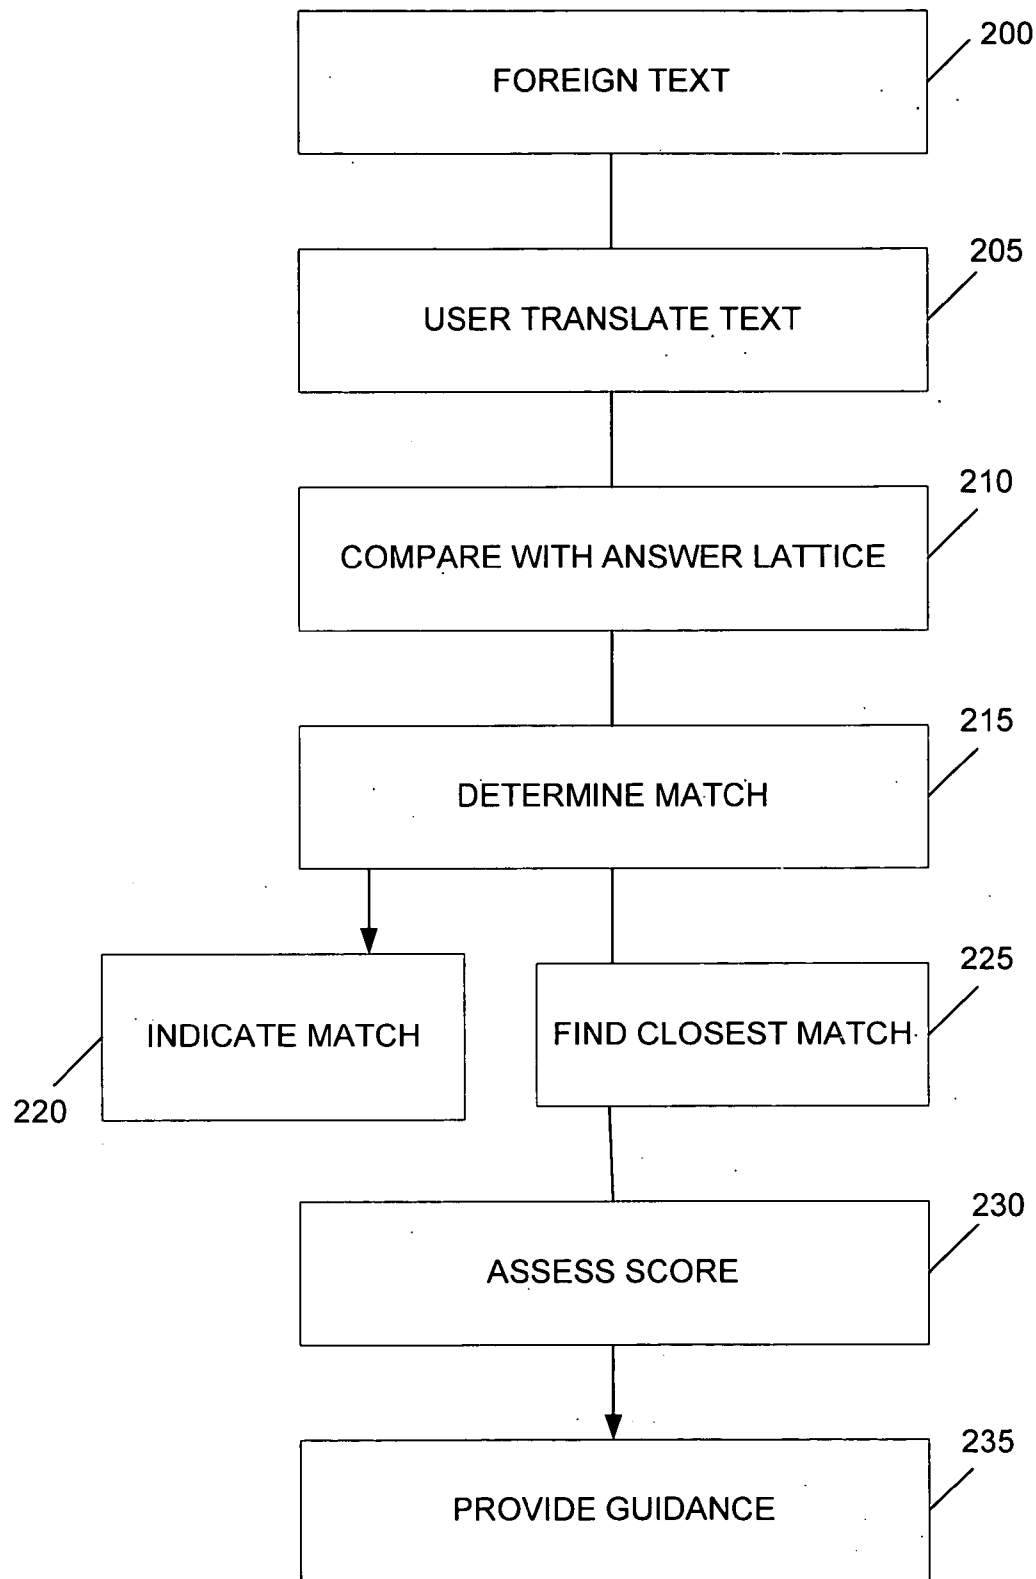 200
FOREIGN TEXT
205
USER TRANSLATE TEXT
210
COMPARE WITH ANSWER LATTICE
215
DETERMINE MATCH
225
INDICATE MATCH
FIND CLOSEST MATCH
220
230
ASSESS SCORE
235
PROVIDE GUIDANCE